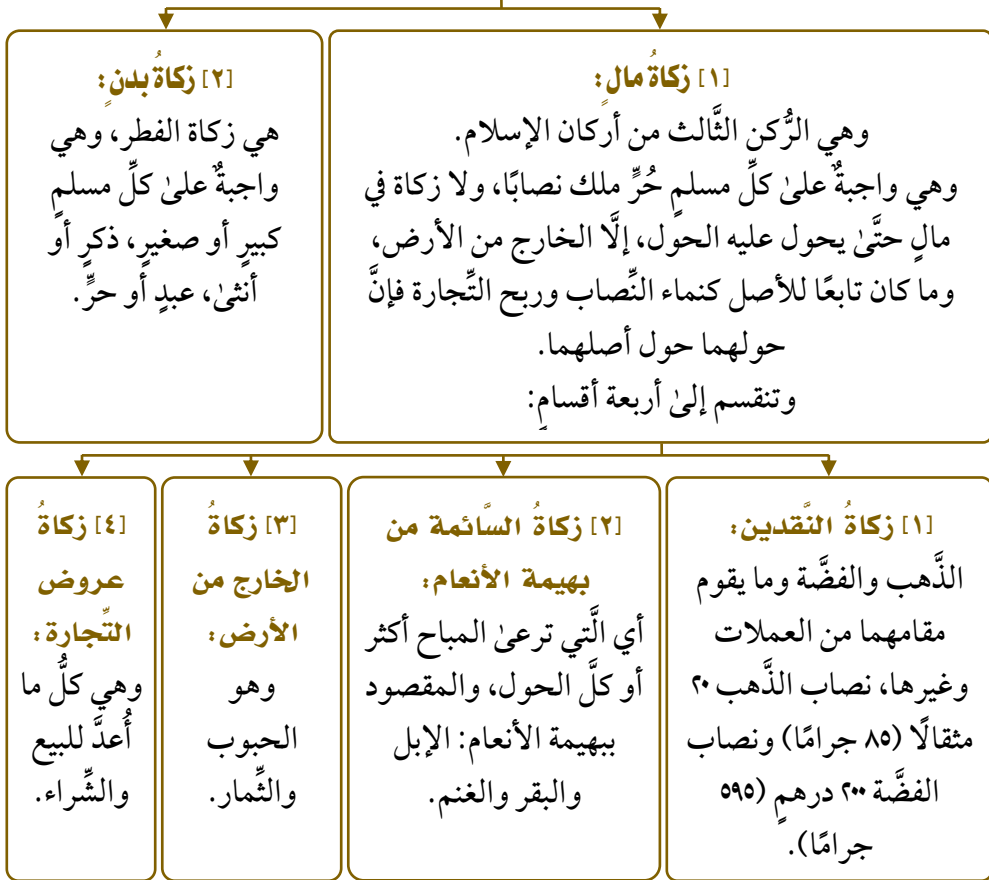 [١] زكاةُ مالٍ:
وهي الرُّكن الثَّالث من أركان الإسلام.
وهي واجبةٌ علىٰ كلِّ مسلمٍ حُرٍّ ملك نصابًا، ولا زكاة في
مالٍ حتَّىٰ يحول عليه الحول، إلَّا الخارج من الأرض،
وما كان تابعًا للأصل كنماء النِّصاب وربح التِّجارة فإنَّ
حولهما حول أصلهما.
وتنقسم إلىٰ أربعة أقسامٍ:
[٢] زكاةُ بدنٍ:
هي زكاة الفطر، وهي
واجبةٌ علىٰ كلِّ مسلمٍ
كبيرٍ أو صغيرٍ، ذكرٍ أو
أنثىٰ، عبدٍ أو حرٍّ.
[١] زكاةُ النَّقدين:
الذَّهب والفضَّة وما يقوم
مقامهما من العملات
وغيرها، نصاب الذَّهب ٢٠
مثقالًا (٨٥ جرامًا) ونصاب
الفضَّة ٢٠٠ درهمٍ (٥٩٥
جرامًا).
[٢] زكاةُ السَّائمة من
بهيمة الأنعام:
أي الَّتي ترعىٰ المباح أكثر
أو كلَّ الحول، والمقصود
ببهيمة الأنعام: الإبل
والبقر والغنم.
[٣] زكاةُ
الخارج من
الأرض:
وهو
الحبوب
والثِّمار.
[٤] زكاةُ
عروض
التِّجارة:
وهي كلُّ ما
أُعدَّ للبيع
والشِّراء.